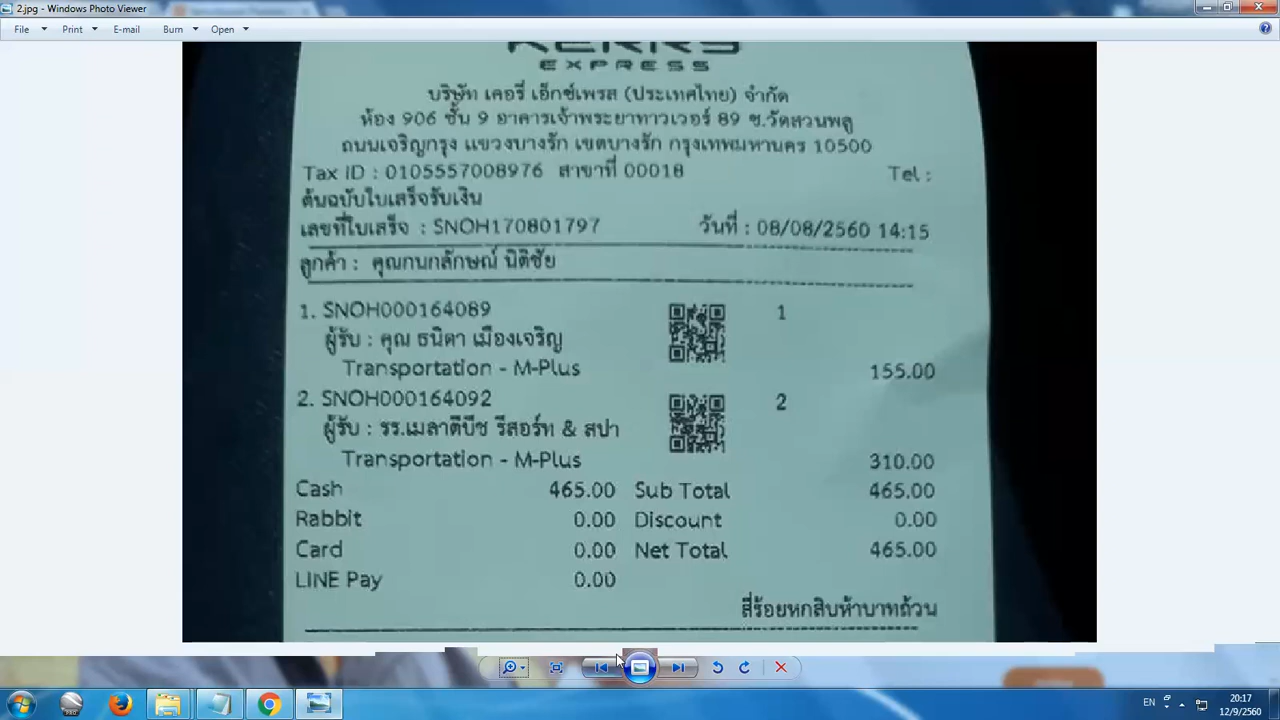 2.jpg - Windows Photo Viewer
File Print E-mail Burn Open
KERRY
EXPRESS
บริษัท เคอรี่ เอ็กซ์เพรส (ประเทศไทย) จำกัด
ห้อง 906 ชั้น 9 อาคารเจ้าพระยาทาวเวอร์ 89 ซ.วัดสวนพลู
ถนนเจริญกรุง แขวงบางรัก เขตบางรัก กรุงเทพมหานคร 10500
Tax ID : 0105557008976 สาขาที่ 00018 Tel :
ต้นฉบับใบเสร็จรับเงิน
เลขที่ใบเสร็จ : SNOH170801797 วันที่ : 08/08/2560 14:15
ลูกค้า : คุณกนกลักษณ์ นิติชัย
1. SNOH000164089 1
ผู้รับ : คุณ ธนิดา เมืองเจริญ
Transportation - M-Plus 155.00
2. SNOH000164092 2
ผู้รับ : รร.เมลาตีบีช รีสอร์ท & สปา
Transportation - M-Plus 310.00
Cash 465.00 Sub Total 465.00
Rabbit 0.00 Discount 0.00
Card 0.00 Net Total 465.00
LINE Pay 0.00
สี่ร้อยหกสิบห้าบาทถ้วน
EN 20:17
12/9/2560